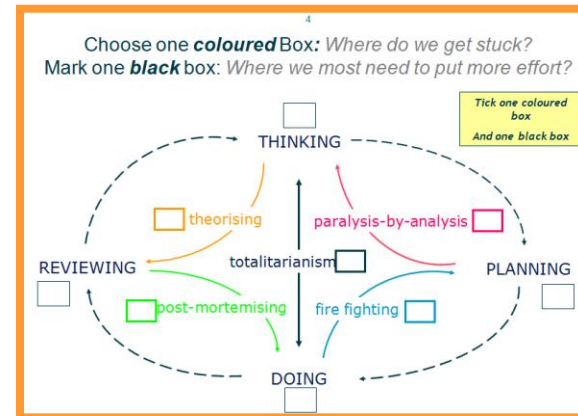 4
Choose one coloured Box: Where do we get stuck?
Mark one black box: Where we most need to put more effort?
Tick one coloured
box
And one black box
THINKING
theorising
paralysis-by-analysis
REVIEWING
totalitarianism
PLANNING
post-mortemising
fire fighting
DOING